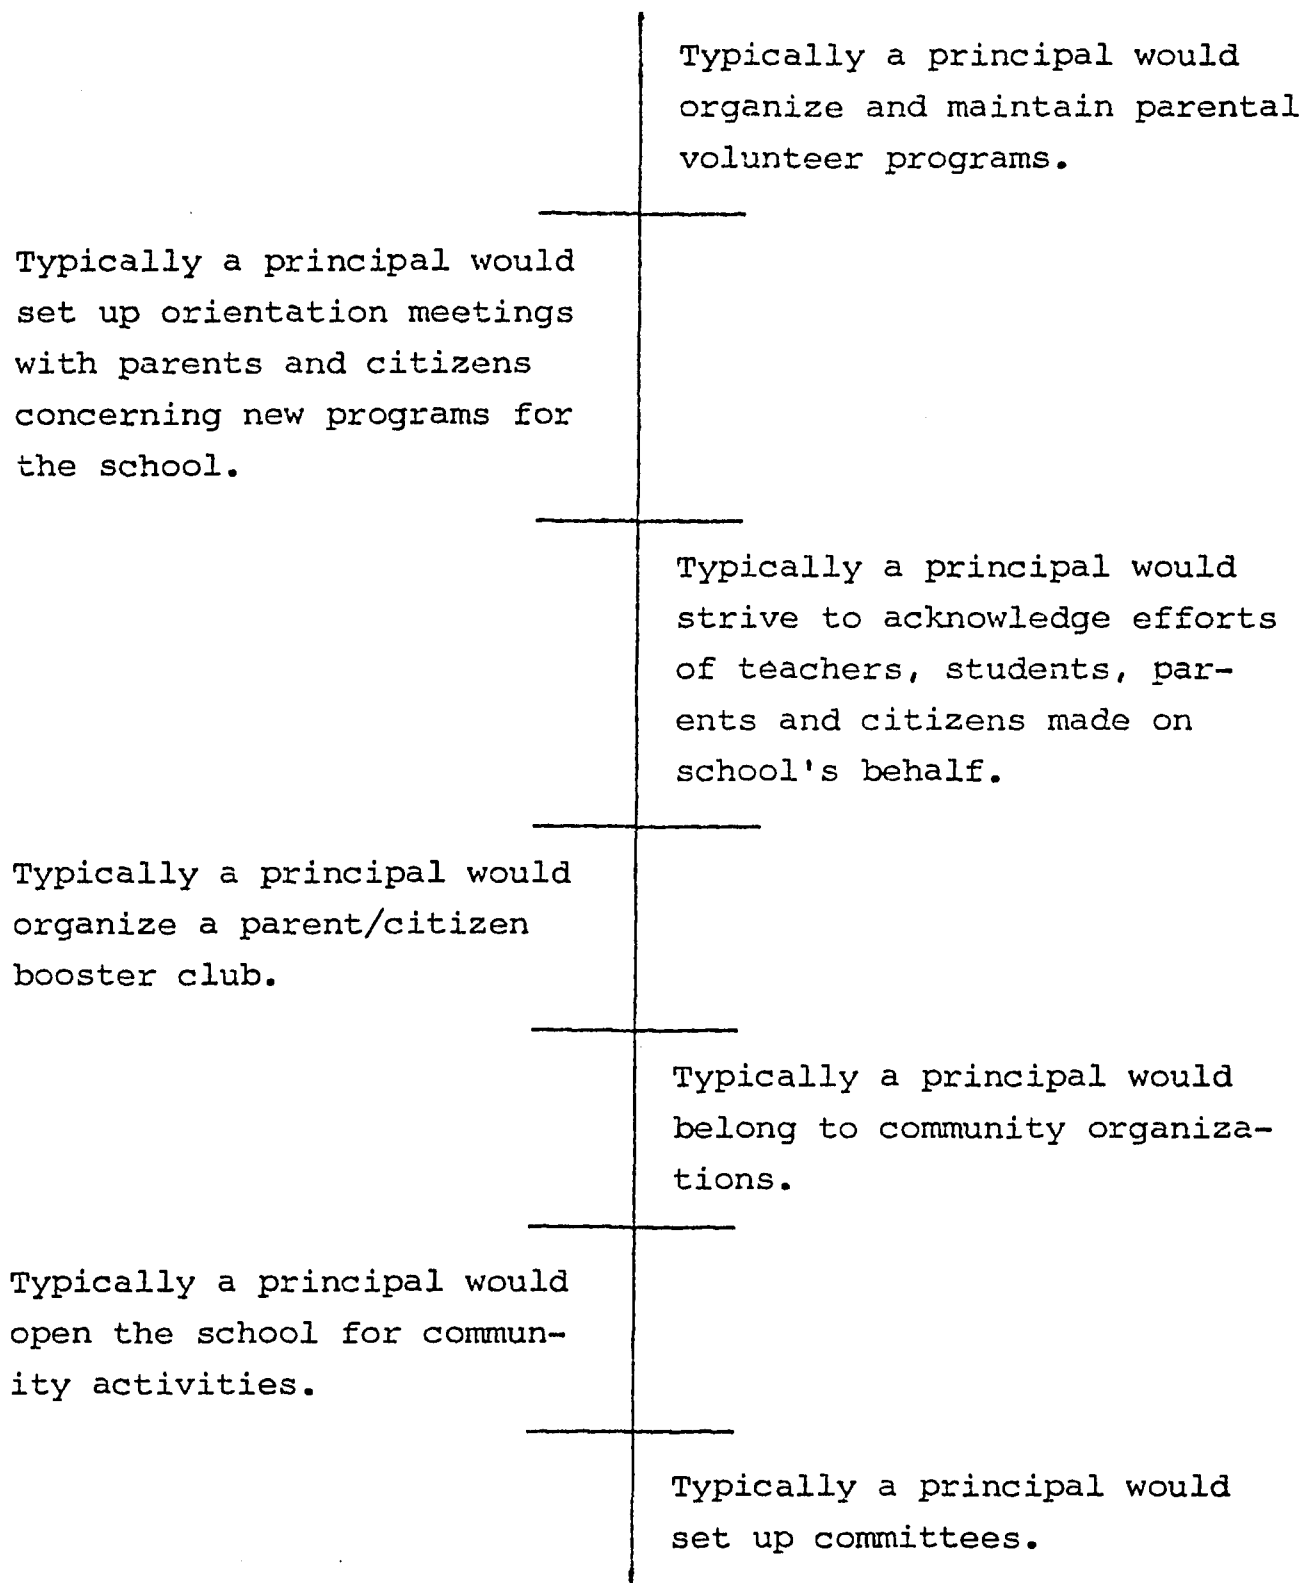 Typically a principal would
organize and maintain parental
volunteer programs.
Typically a principal would
set up orientation meetings
with parents and citizens
concerning new programs for
the school.
Typically a principal would
strive to acknowledge efforts
of teachers, students, par-
ents and citizens made on
school's behalf.
Typically a principal would
organize a parent/citizen
booster club.
Typically a principal would
belong to community organiza-
tions.
Typically a principal would
open the school for commun-
ity activities.
Typically a principal would
set up committees.